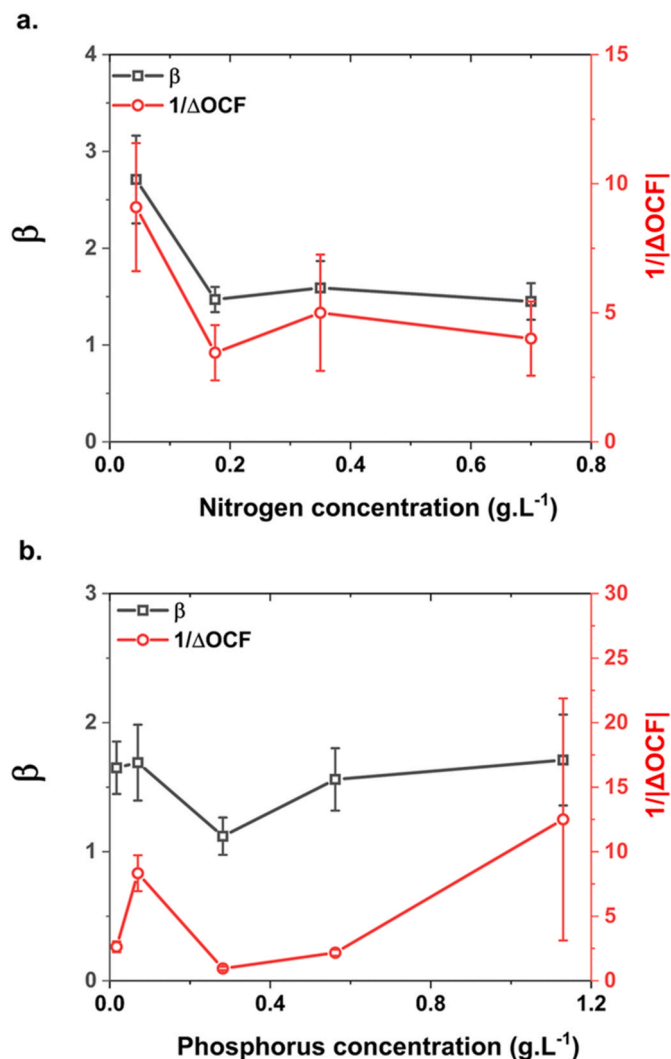 a.
β
1/ΔOCF
4
3
2
1
0
β
15
10
5
0
1/|ΔOCF|
0.0 0.2 0.4 0.6 0.8
Nitrogen concentration (g.L⁻¹)
b.
β
1/ΔOCF
3
2
1
0
β
30
25
20
15
10
5
0
1/|ΔOCF|
0.0 0.4 0.8 1.2
Phosphorus concentration (g.L⁻¹)